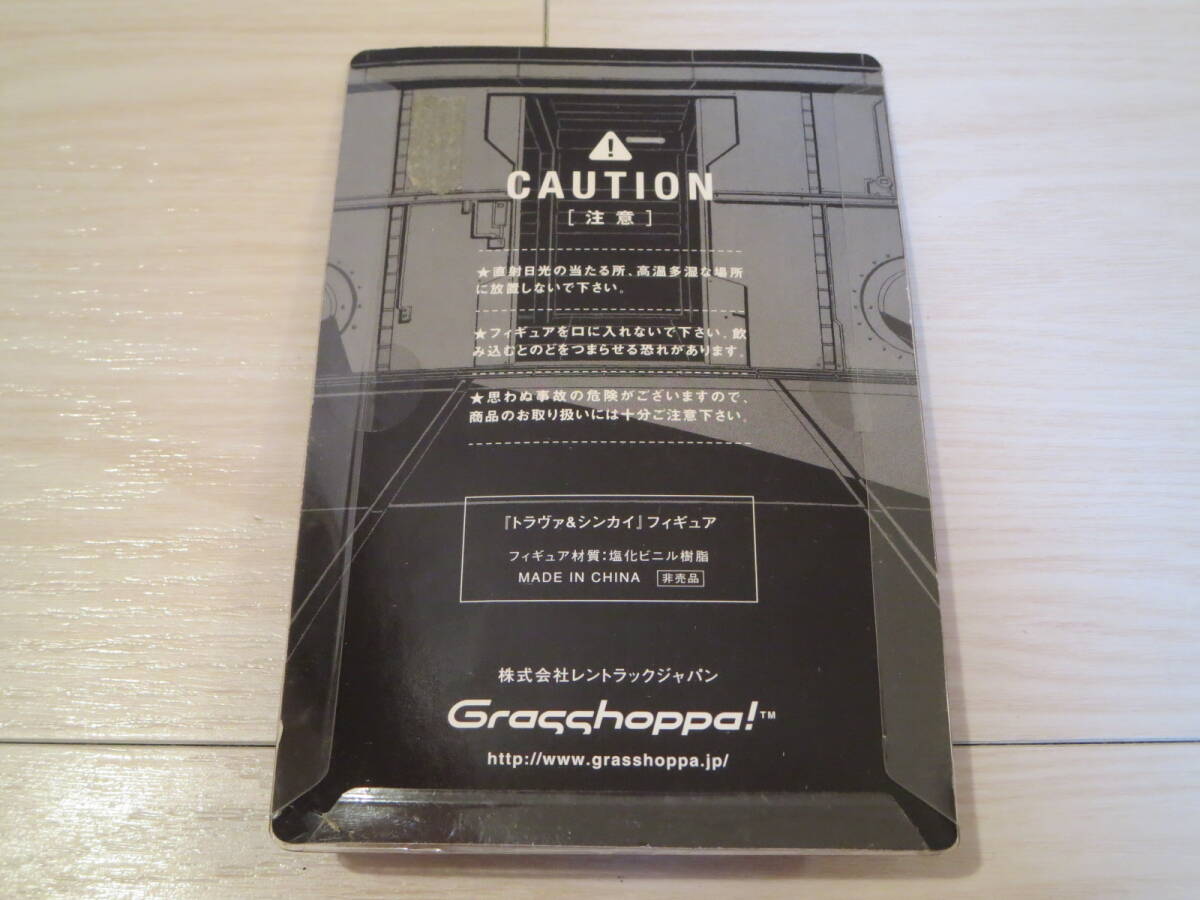 CAUTION
[注意]
★直射日光の当たる所、高温多湿な場所
に放置しないで下さい。
★フィギュアを口に入れないで下さい。飲
み込むとのどをつまらせる恐れがあります。
★思わぬ事故の危険がございますので、
商品のお取り扱いには十分ご注意下さい。
『トラヴァ&シンカイ』フィギュア
フィギュア材質:塩化ビニル樹脂
MADE IN CHINA 非売品
株式会社レントラックジャパン
Grasshoppa!™
http://www.grasshoppa.jp/